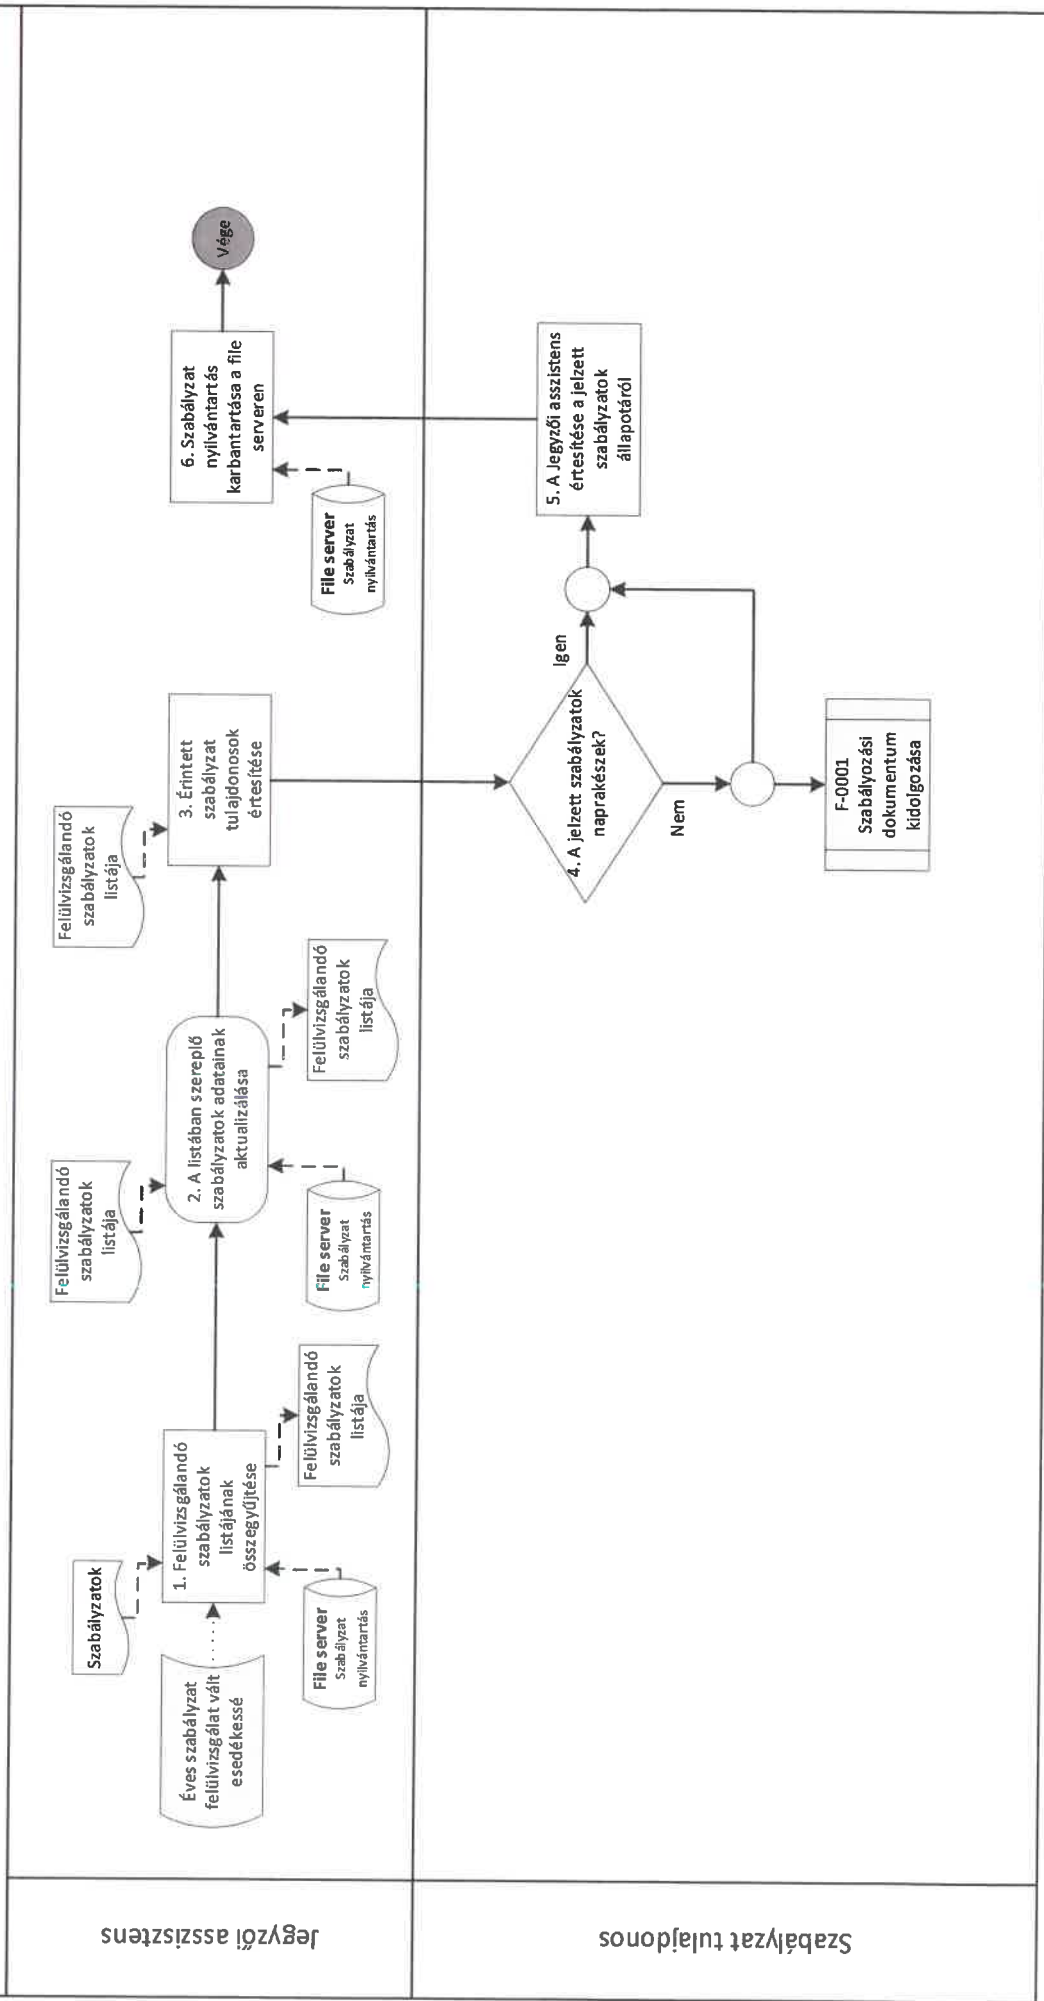 Jegyzői asszisztens
Éves szabályzat
felülvizsgálat vált
esedékessé
Szabályzatok
File server
Szabályzat
nyilvántartás
1. Felülvizsgálandó
szabályzatok
listájának
összegyűjtése
Felülvizsgálandó
szabályzatok
listája
Felülvizsgálandó
szabályzatok
listája
File server
Szabályzat
nyilvántartás
2. A listában szereplő
szabályzatok adatainak
aktualizálása
Felülvizsgálandó
szabályzatok
listája
Felülvizsgálandó
szabályzatok
listája
3. Érintett
szabályzat
tulajdonosok
értesítése
File server
Szabályzat
nyilvántartás
6. Szabályzat
nyilvántartás
karbantartása a file
serveren
Vége
Szabályzat tulajdonos
4. A jelzett szabályzatok
naprakészek?
Igen
Nem
F-0001
Szabályozási
dokumentum
kidolgozása
5. A Jegyzői asszistens
értesítése a jelzett
szabályzatok
állapotáról